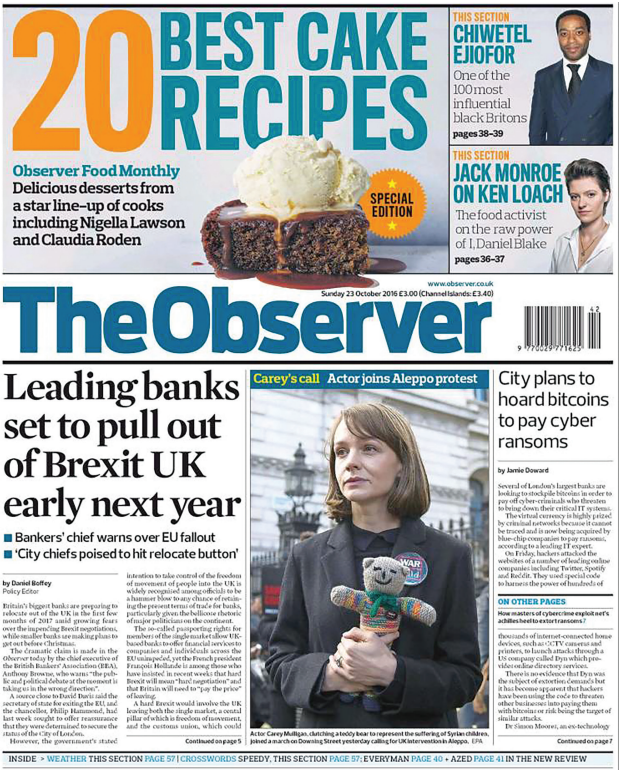 20 BEST CAKE
RECIPES
Observer Food Monthly
Delicious desserts from
a star line-up of cooks
including Nigella Lawson
and Claudia Roden
SPECIAL
EDITION
THIS SECTION
CHIWETEL
EJIOFOR
One of the
100 most
influential
black Britons
pages 38-39
THIS SECTION
JACK MONROE
ON KEN LOACH
The food activist
on the raw power
of I, Daniel Blake
pages 36-37
www.observer.co.uk
Sunday 23 October 2016 £3.00 (Channel Islands: £3.40)
The Observer
42
9 770029 771625
Leading banks
set to pull out
of Brexit UK
early next year
■ Bankers' chief warns over EU fallout
■ 'City chiefs poised to hit relocate button'
by Daniel Boffey
Policy Editor
Britain's biggest banks are preparing to
relocate out of the UK in the first few
months of 2017 amid growing fears
over the impending Brexit negotiations,
while smaller banks are making plans to
get out before Christmas.
The dramatic claim is made in the
Observer today by the chief executive of
the British Bankers' Association (BBA),
Anthony Browne, who warns "the pub-
lic and political debate at the moment is
taking us in the wrong direction".
A source close to David Davis said the
secretary of state for exiting the EU, and
the chancellor, Philip Hammond, had
last week sought to offer reassurance
that they were determined to secure the
status of the City of London.
However, the government's stated
intention to take control of the freedom
of movement of people into the UK is
widely recognised among officials to be
a hammer blow to any chance of retain-
ing the present terms of trade for banks,
particularly given the bellicose rhetoric
of major politicians on the continent.
The so-called passporting rights for
members of the single market allow UK-
based banks to offer financial services to
companies and individuals across the
EU unimpeded, yet the French president
François Hollande is among those who
have insisted in recent weeks that hard
Brexit will mean "hard negotiation" and
that Britain will need to "pay the price"
of leaving.
A hard Brexit would involve the UK
leaving both the single market, a central
pillar of which is freedom of movement,
and the customs union, which could
Continued on page 5
Carey's call Actor joins Aleppo protest
WAR
Actor Carey Mulligan, clutching a teddy bear to represent the suffering of Syrian children,
joined a march on Downing Street yesterday calling for UK intervention in Aleppo. EPA
City plans to
hoard bitcoins
to pay cyber
ransoms
by Jamie Doward
Several of London's largest banks are
looking to stockpile bitcoins in order to
pay off cyber-criminals who threaten
to bring down their critical IT systems.
The virtual currency is highly prized
by criminal networks because it cannot
be traced and is now being acquired by
blue-chip companies to pay ransoms,
according to a leading IT expert.
On Friday, hackers attacked the
websites of a number of leading online
companies including Twitter, Spotify
and Reddit. They used special code
to harness the power of hundreds of
ON OTHER PAGES
How masters of cybercrime exploit net's
achilles heel to extort ransoms 7
thousands of internet-connected home
devices, such as CCTV cameras and
printers, to launch attacks through a
US company called Dyn which pro-
vides online directory services.
There is no evidence that Dyn was
the subject of extortion demands but
it has become apparent that hackers
have been using the code to threaten
other businesses into paying them
with bitcoins or risk being the target of
similar attacks.
Dr Simon Moores, an ex-technology
Continued on page 7
INSIDE > WEATHER THIS SECTION PAGE 57 | CROSSWORDS SPEEDY, THIS SECTION PAGE 57; EVERYMAN PAGE 40 + AZED PAGE 41 IN THE NEW REVIEW